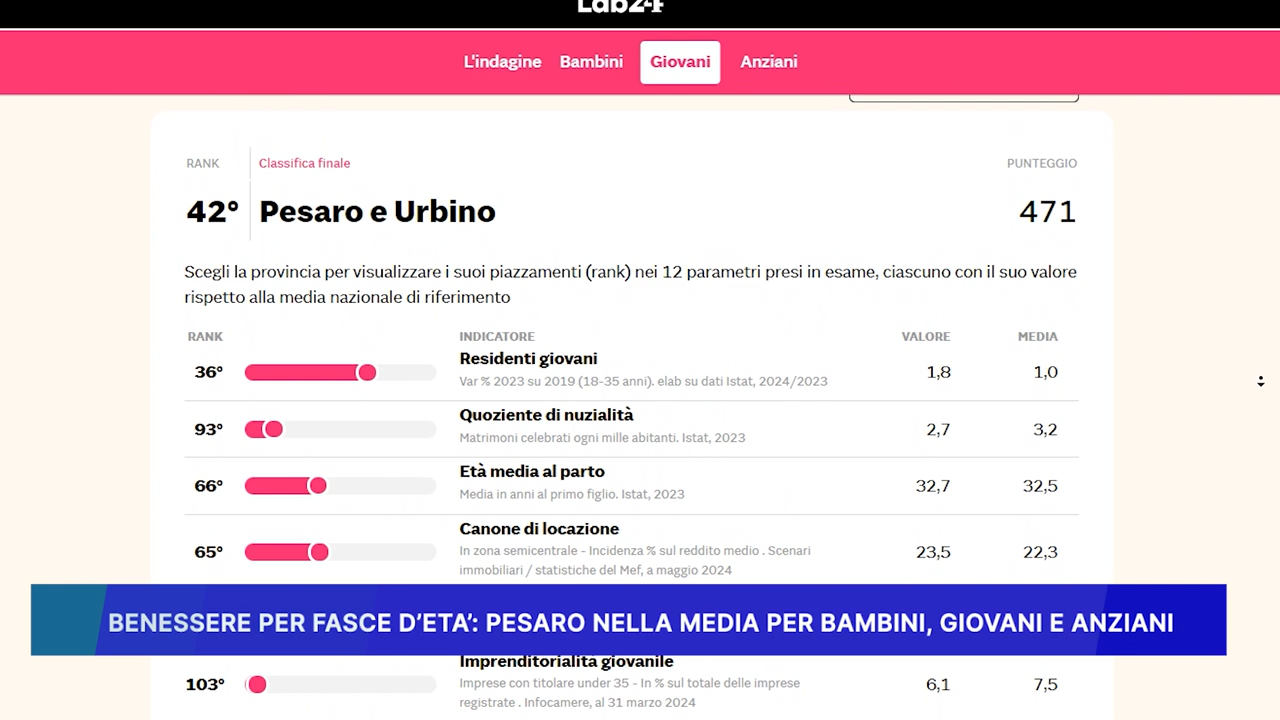 Lab24
L'indagine Bambini Giovani Anziani
RANK Classifica finale PUNTEGGIO
42° Pesaro e Urbino 471
Scegli la provincia per visualizzare i suoi piazzamenti (rank) nei 12 parametri presi in esame, ciascuno con il suo valore
rispetto alla media nazionale di riferimento
RANK INDICATORE VALORE MEDIA
36° Residenti giovani 1,8 1,0
Var % 2023 su 2019 (18-35 anni). elab su dati Istat, 2024/2023
93° Quoziente di nuzialità 2,7 3,2
Matrimoni celebrati ogni mille abitanti. Istat, 2023
66° Età media al parto 32,7 32,5
Media in anni al primo figlio. Istat, 2023
65° Canone di locazione 23,5 22,3
In zona semicentrale - Incidenza % sul reddito medio . Scenari
immobiliari / statistiche del Mef, a maggio 2024
BENESSERE PER FASCE D'ETA': PESARO NELLA MEDIA PER BAMBINI, GIOVANI E ANZIANI
103° Imprenditorialità giovanile 6,1 7,5
Imprese con titolare under 35 - In % sul totale delle imprese
registrate . Infocamere, al 31 marzo 2024